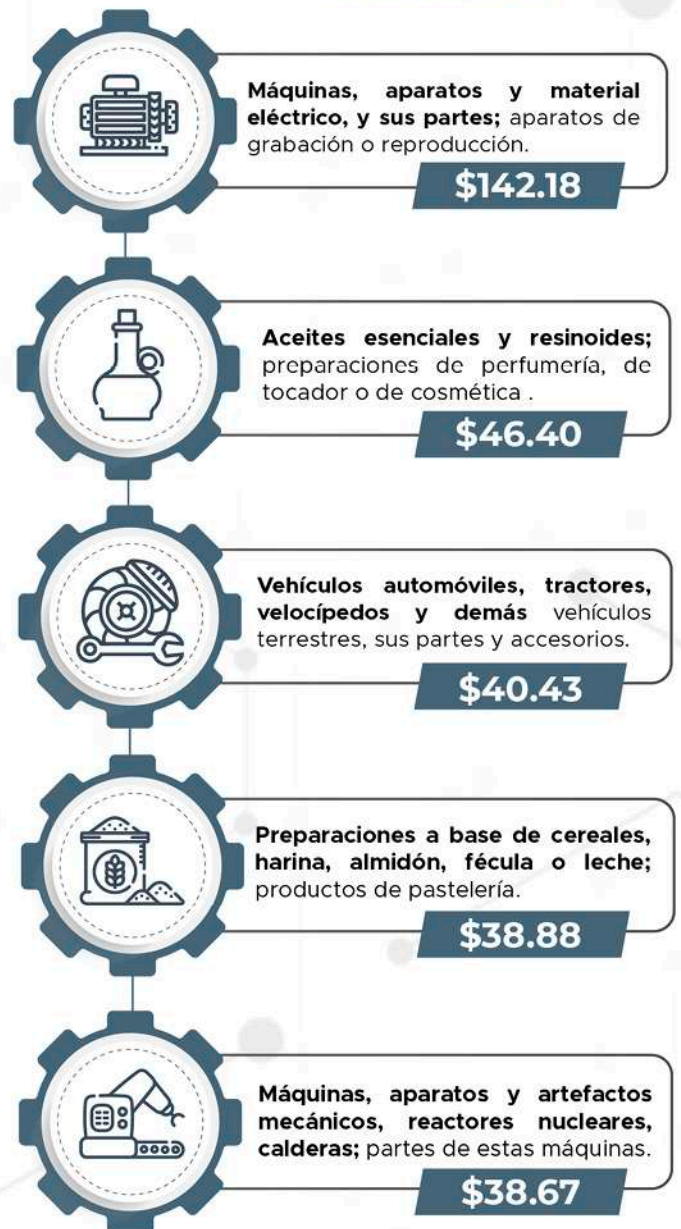 Máquinas, aparatos y material
eléctrico, y sus partes; aparatos de
grabación o reproducción.
$142.18
Aceites esenciales y resinoides;
preparaciones de perfumería, de
tocador o de cosmética .
$46.40
Vehículos automóviles, tractores,
velocípedos y demás vehículos
terrestres, sus partes y accesorios.
$40.43
Preparaciones a base de cereales,
harina, almidón, fécula o leche;
productos de pastelería.
$38.88
Máquinas, aparatos y artefactos
mecánicos, reactores nucleares,
calderas; partes de estas máquinas.
$38.67